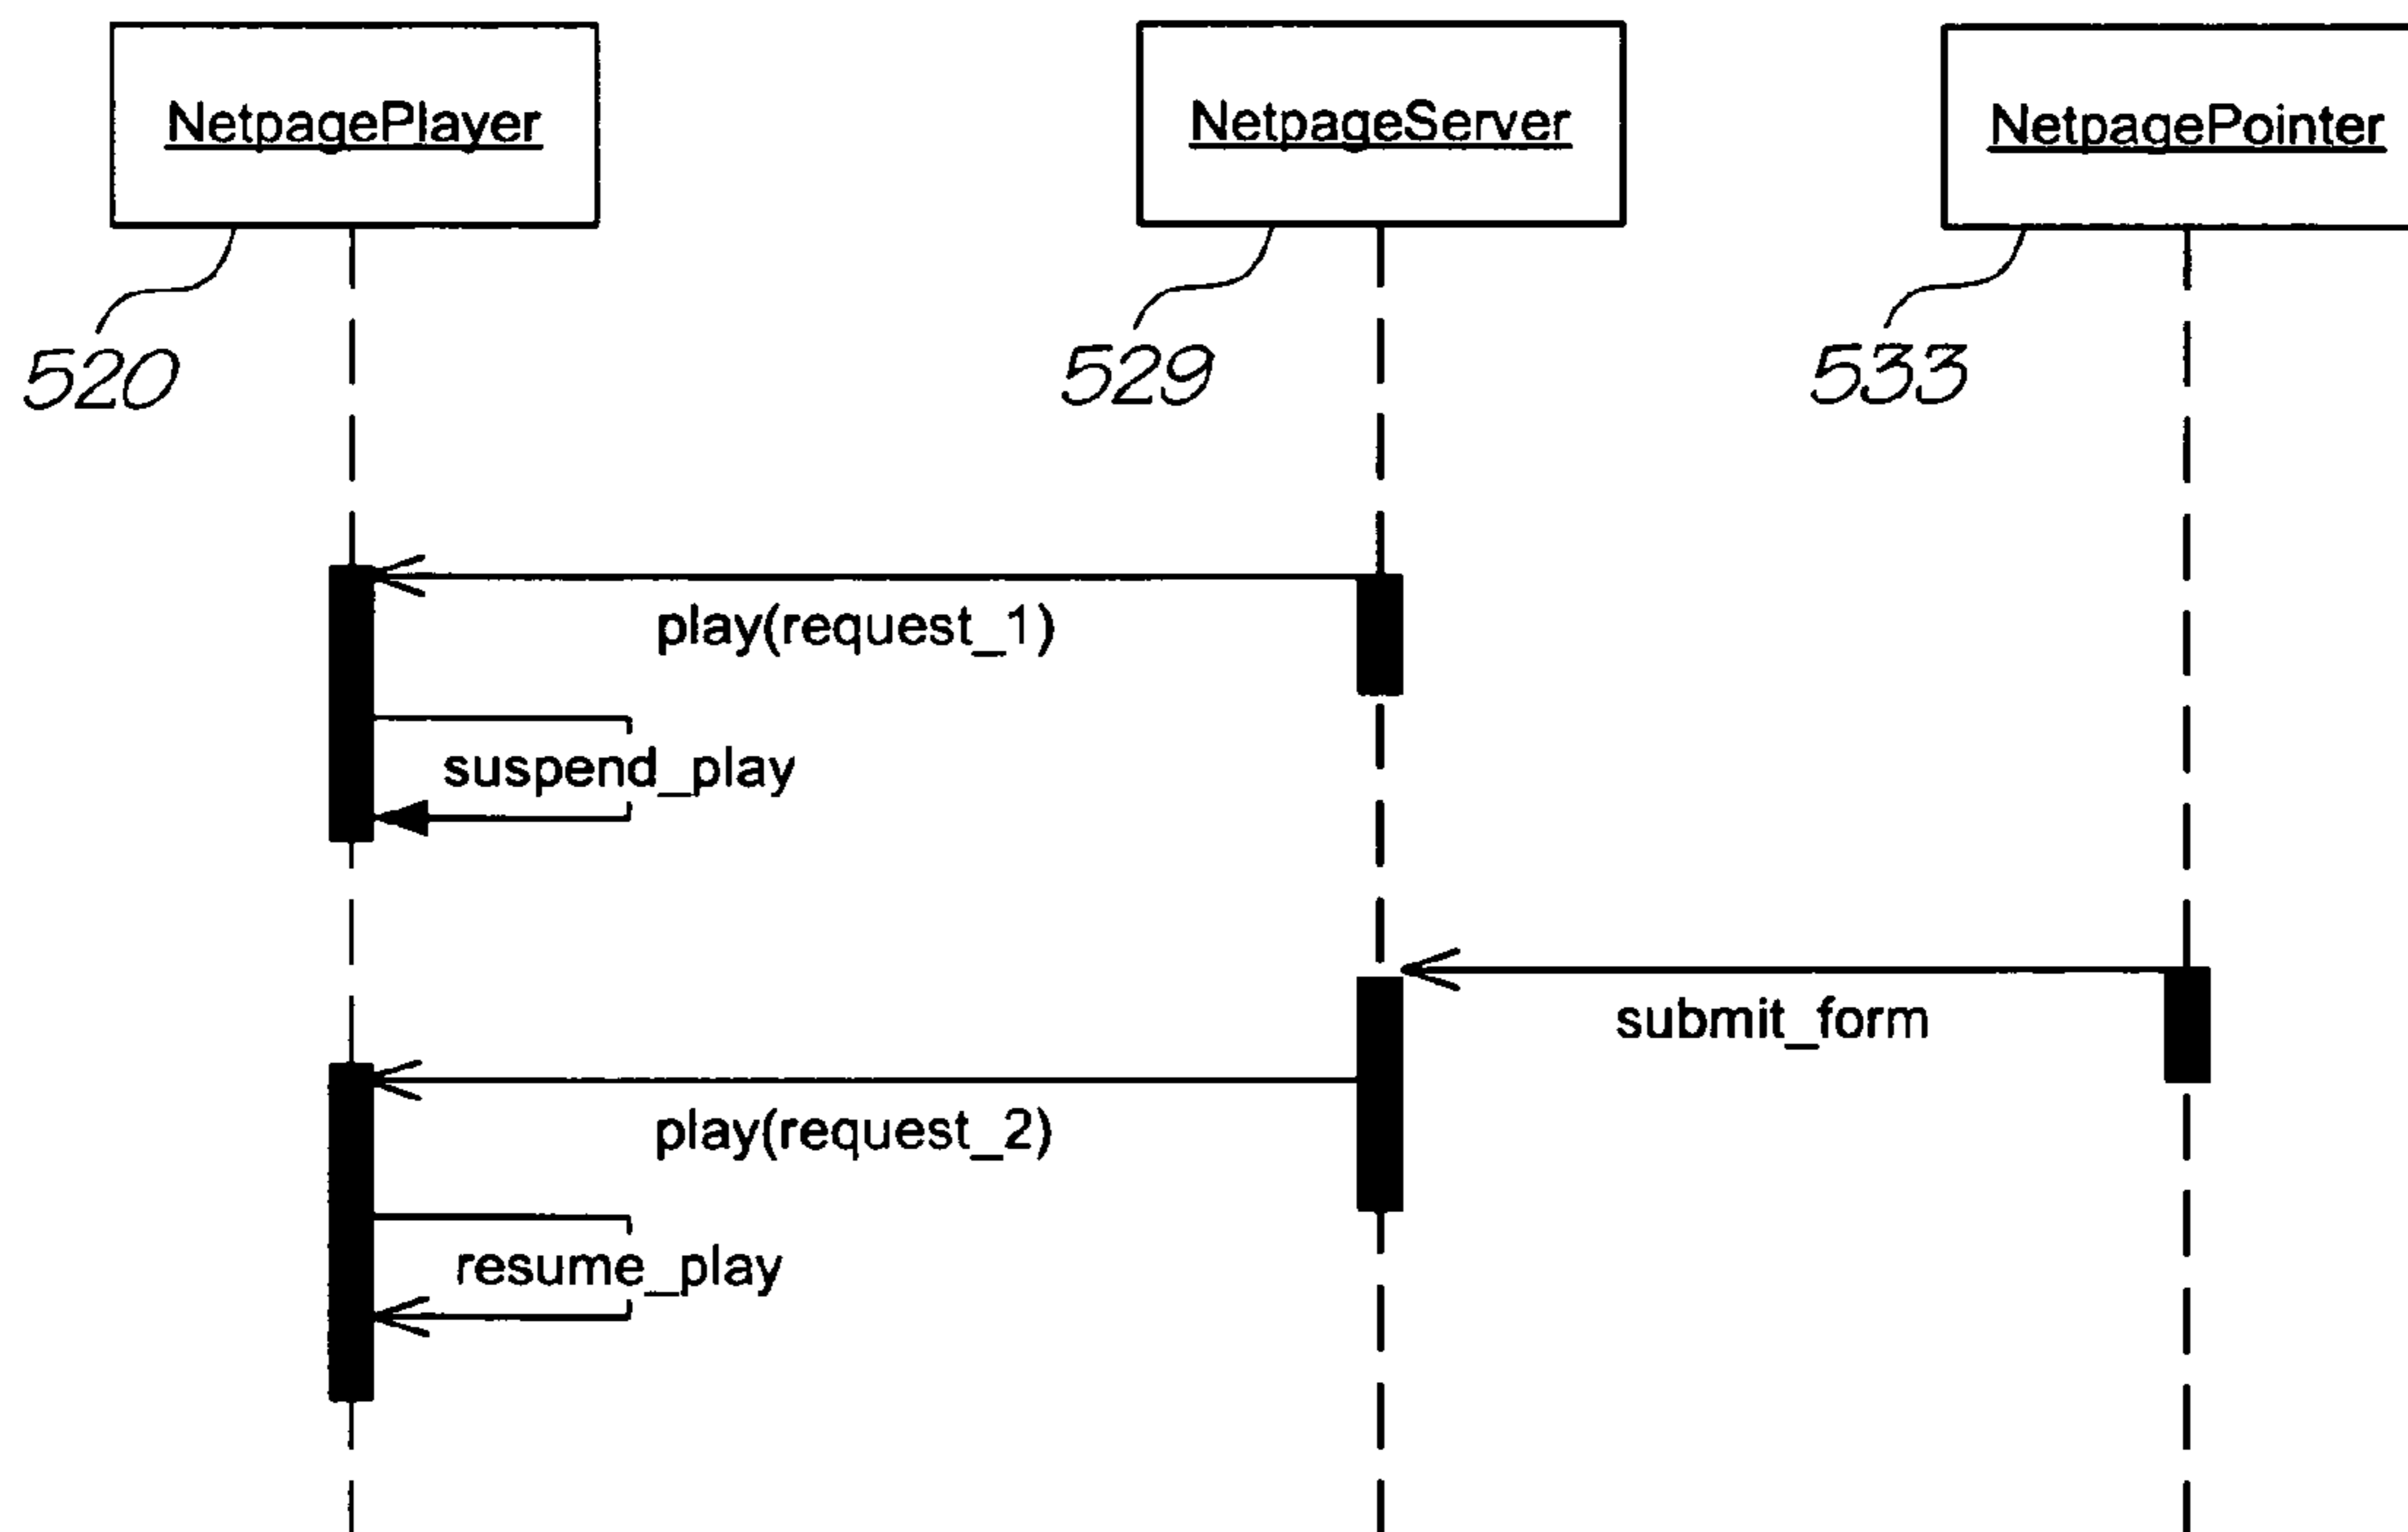 NetpagePlayer
NetpageServer
NetpagePointer
520
529
533
play(request_1)
suspend_play
submit_form
play(request_2)
resume_play